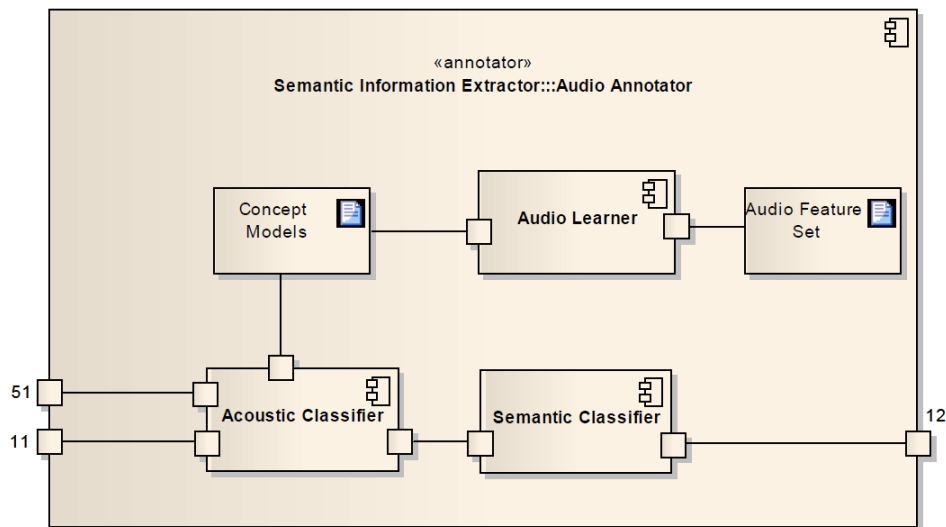 «annotator»
Semantic Information Extractor:::Audio Annotator
Concept
Models
Audio Learner
Audio Feature
Set
51
11
Acoustic Classifier
Semantic Classifier
12